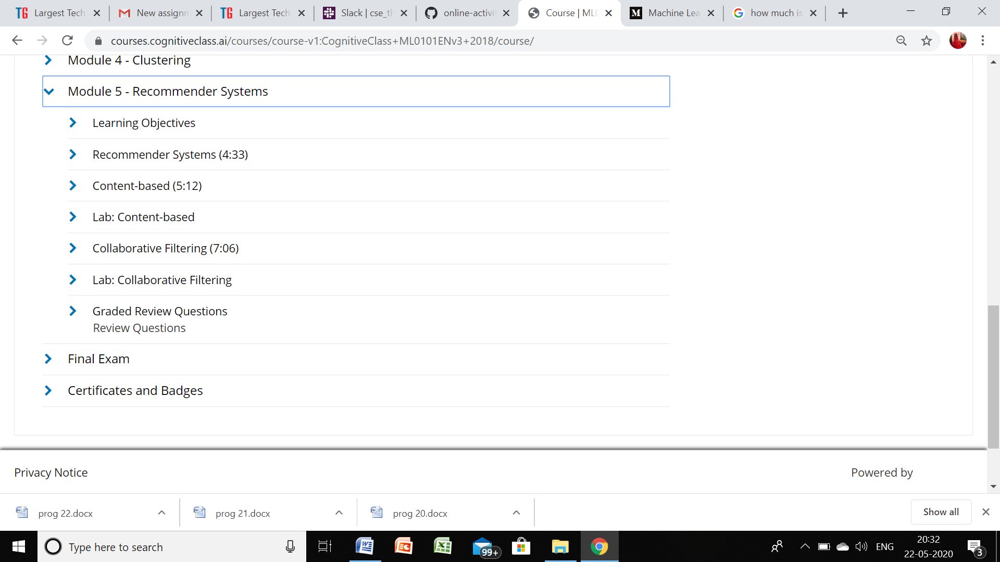 Largest Tech
New assignm
Largest Tech
Slack | cse_th
online-activit
Course | ML0
Machine Lea
how much is
courses.cognitiveclass.ai/courses/course-v1:CognitiveClass+ML0101ENv3+2018/course/
Module 4 - Clustering
Module 5 - Recommender Systems
Learning Objectives
Recommender Systems (4:33)
Content-based (5:12)
Lab: Content-based
Collaborative Filtering (7:06)
Lab: Collaborative Filtering
Graded Review Questions
Review Questions
Final Exam
Certificates and Badges
Privacy Notice
Powered by
prog 22.docx
prog 21.docx
prog 20.docx
Show all
Type here to search
99+
ENG
20:32
22-05-2020
3